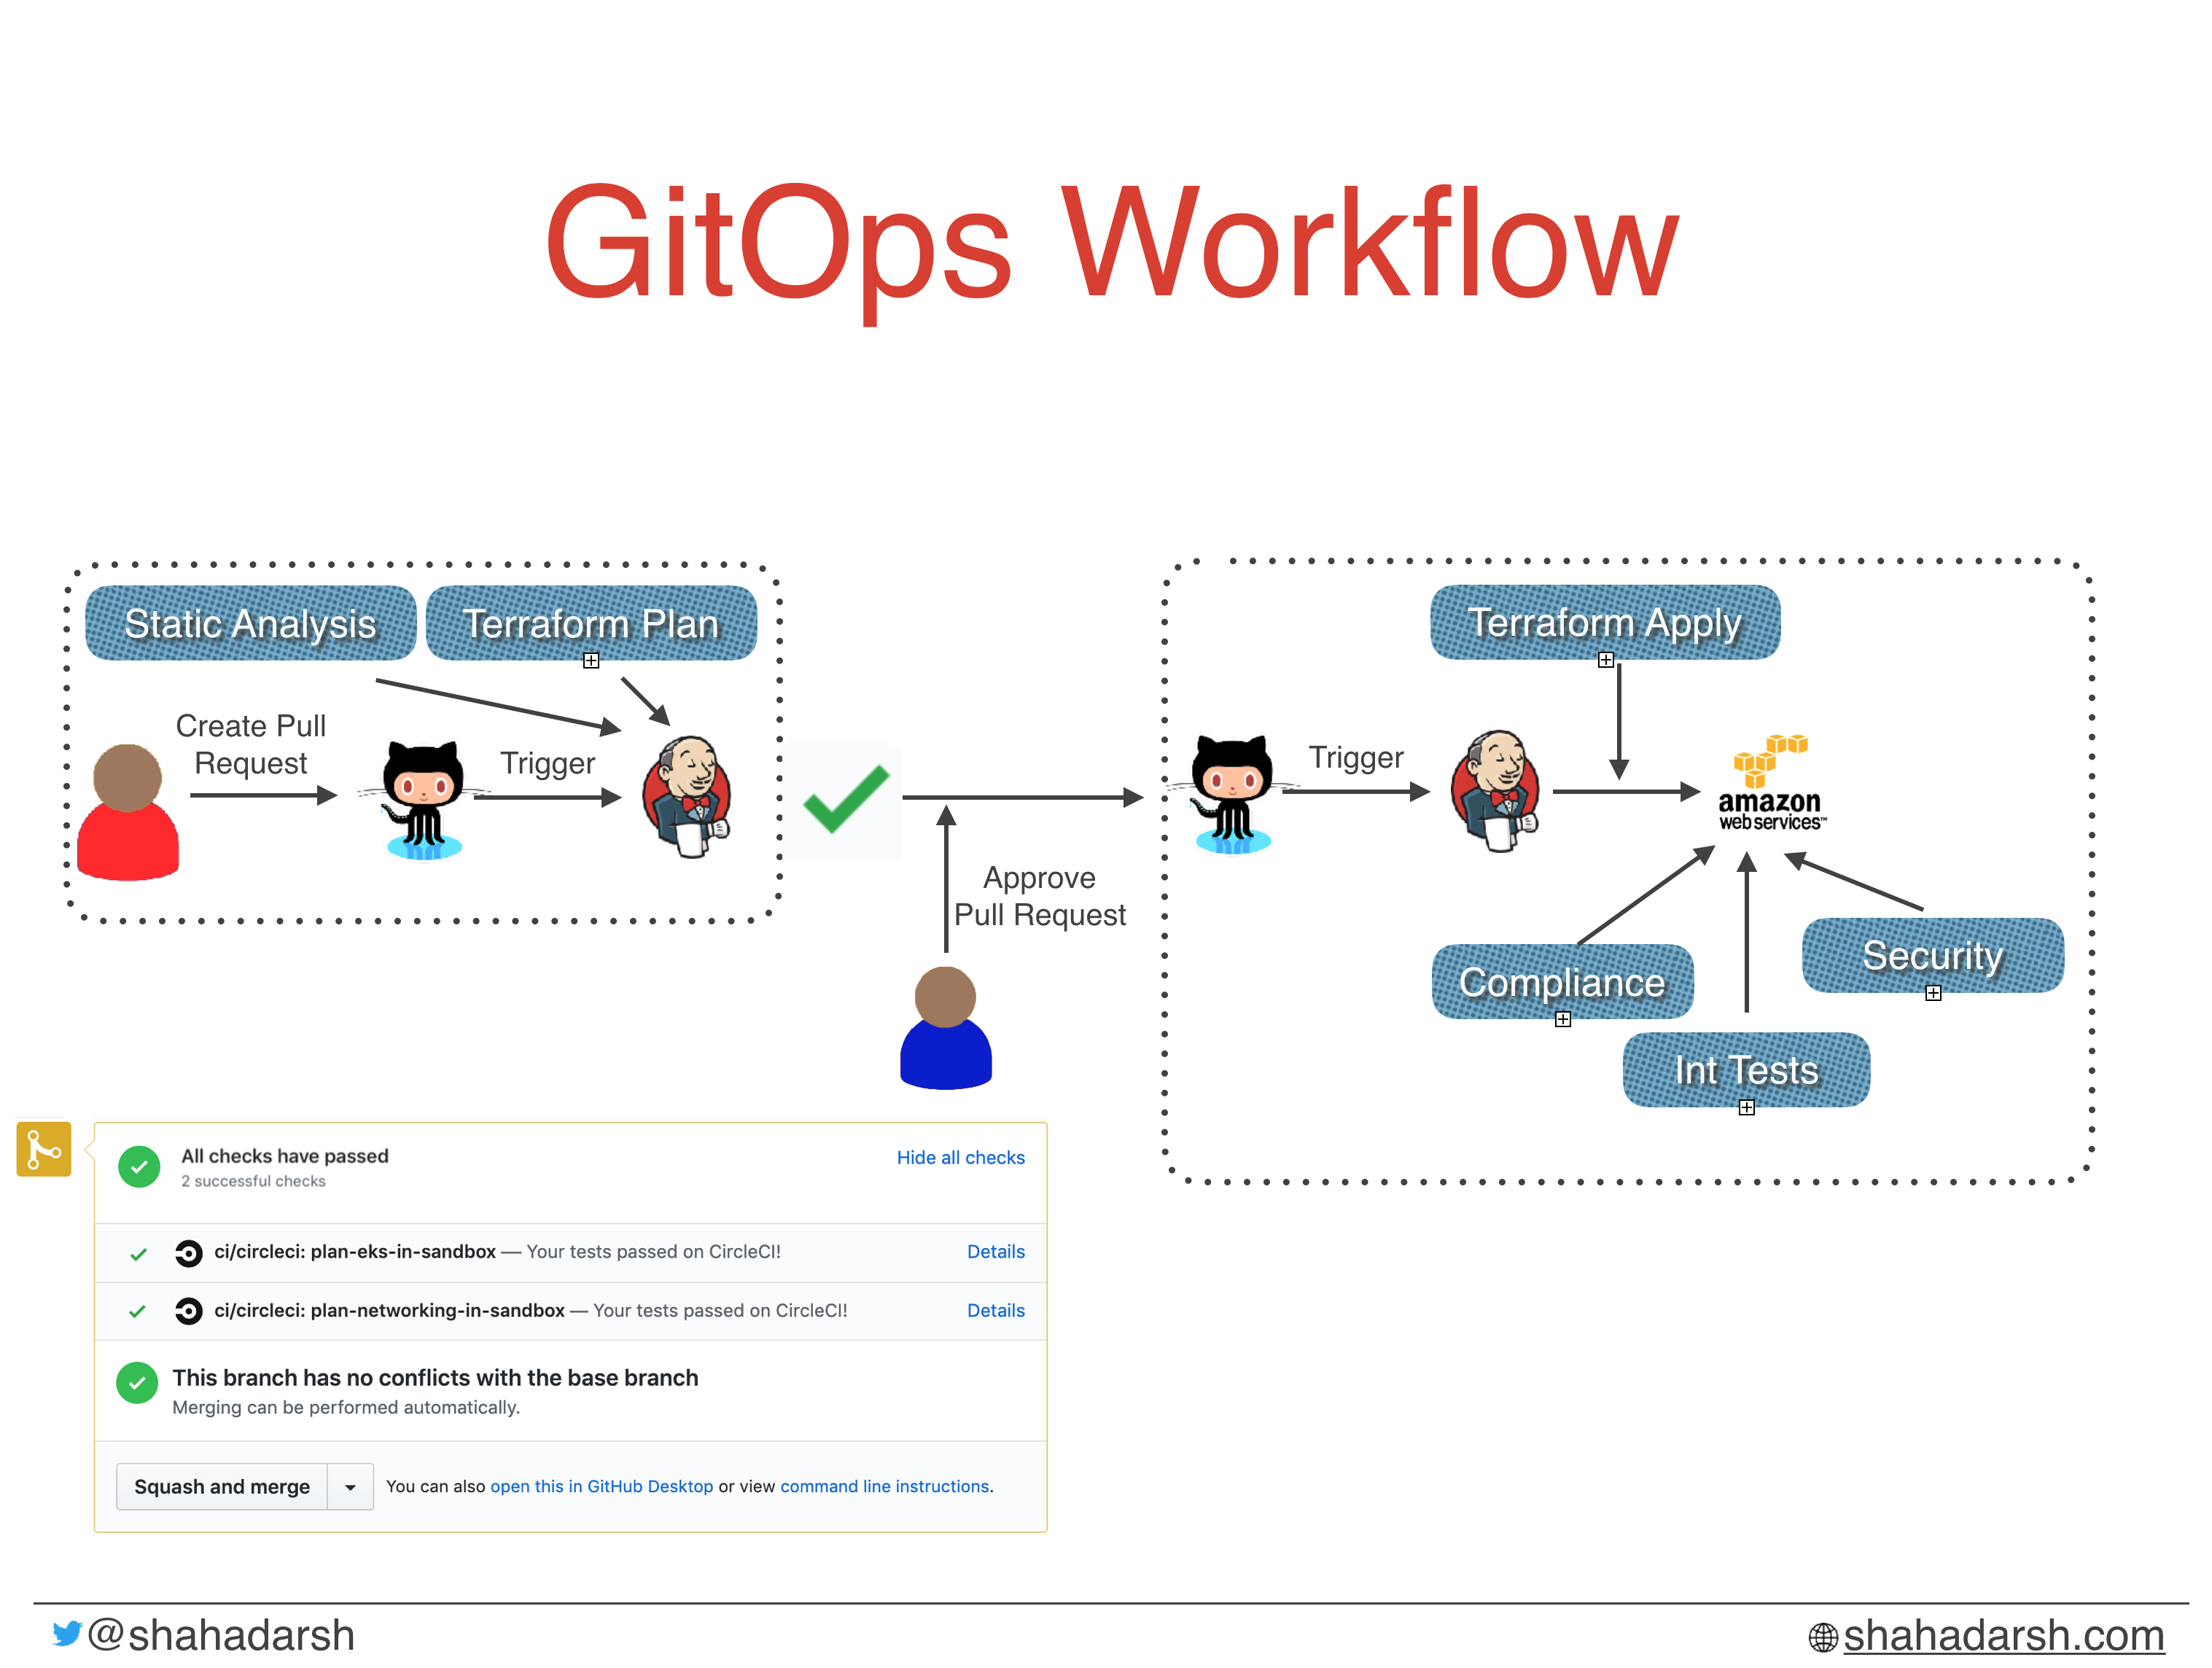 GitOps Workflow
Static Analysis
Terraform Plan
Create Pull
Request
Trigger
Approve
Pull Request
Terraform Apply
Trigger
amazon
web services™
Compliance
Security
Int Tests
All checks have passed
Hide all checks
2 successful checks
ci/circleci: plan-eks-in-sandbox — Your tests passed on CircleCI!
Details
ci/circleci: plan-networking-in-sandbox — Your tests passed on CircleCI!
Details
This branch has no conflicts with the base branch
Merging can be performed automatically.
Squash and merge
You can also open this in GitHub Desktop or view command line instructions.
@shahadarsh
shahadarsh.com